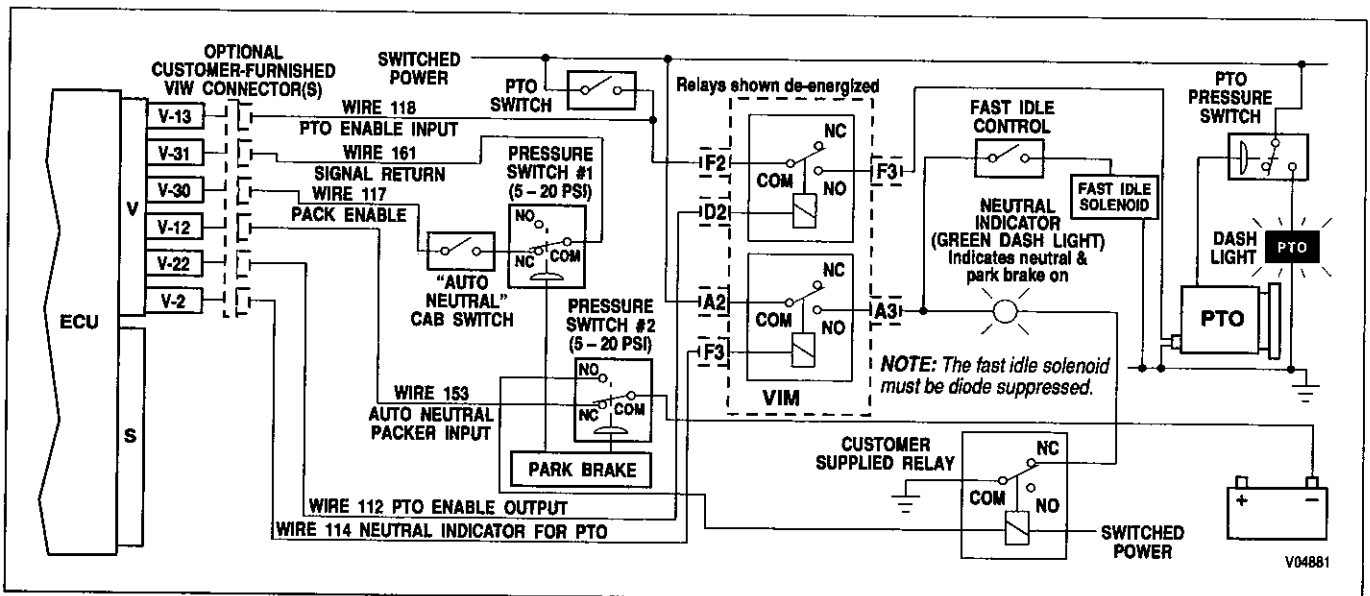 OPTIONAL
CUSTOMER-FURNISHED
VIW CONNECTOR(S)
SWITCHED
POWER
PTO
SWITCH
Relays shown de-energized
PTO
PRESSURE
SWITCH
FAST IDLE
CONTROL
V-13
WIRE 118
PTO ENABLE INPUT
V-31
WIRE 161
SIGNAL RETURN
PRESSURE
SWITCH #1
(5 – 20 PSI)
V-30
WIRE 117
PACK ENABLE
V
V-12
V-22
V-2
ECU
S
NO
NC
COM
"AUTO
NEUTRAL"
CAB SWITCH
PRESSURE
SWITCH #2
(5 – 20 PSI)
NO
NC
COM
WIRE 153
AUTO NEUTRAL
PACKER INPUT
PARK BRAKE
WIRE 112 PTO ENABLE OUTPUT
WIRE 114 NEUTRAL INDICATOR FOR PTO
F2
NC
COM
NO
F3
D2
A2
NC
COM
NO
A3
F3
VIM
FAST IDLE
SOLENOID
NEUTRAL
INDICATOR
(GREEN DASH LIGHT)
Indicates neutral &
park brake on
DASH
LIGHT
PTO
PTO
NOTE: The fast idle solenoid
must be diode suppressed.
CUSTOMER
SUPPLIED RELAY
NC
COM
NO
SWITCHED
POWER
+ –
V04881